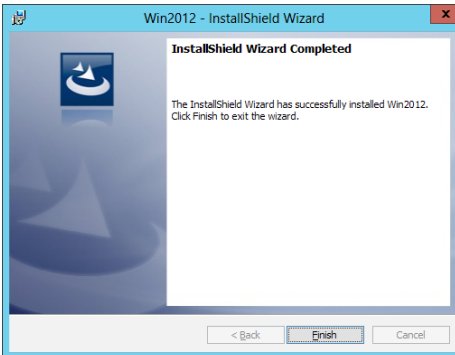 Win2012 - InstallShield Wizard
x
InstallShield Wizard Completed
The InstallShield Wizard has successfully installed Win2012.
Click Finish to exit the wizard.
< Back
Finish
Cancel